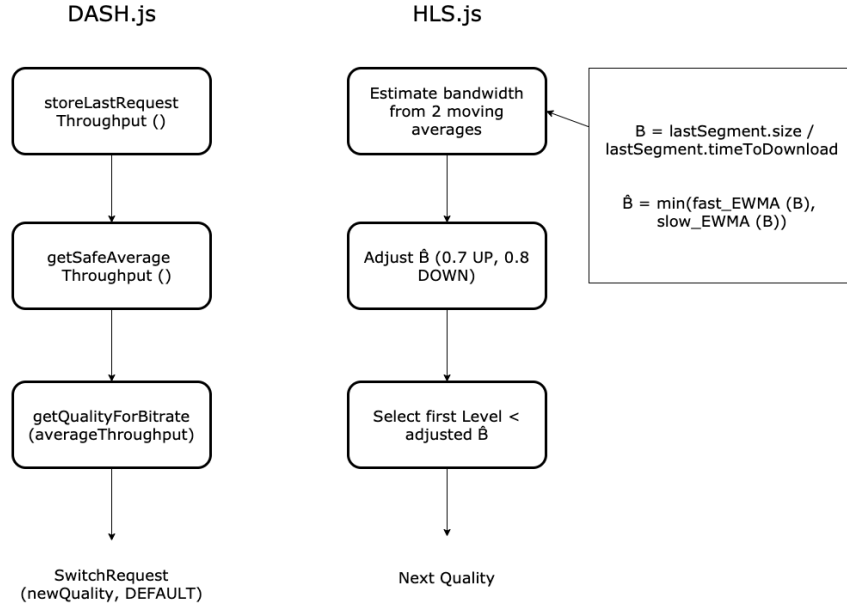 DASH.js
storeLastRequest
Throughput ()
getSafeAverage
Throughput ()
getQualityForBitrate
(averageThroughput)
SwitchRequest
(newQuality, DEFAULT)
HLS.js
Estimate bandwidth
from 2 moving
averages
Adjust B̂ (0.7 UP, 0.8
DOWN)
Select first Level <
adjusted B̂
Next Quality
B = lastSegment.size /
lastSegment.timeToDownload
B̂ = min(fast_EWMA (B),
slow_EWMA (B))